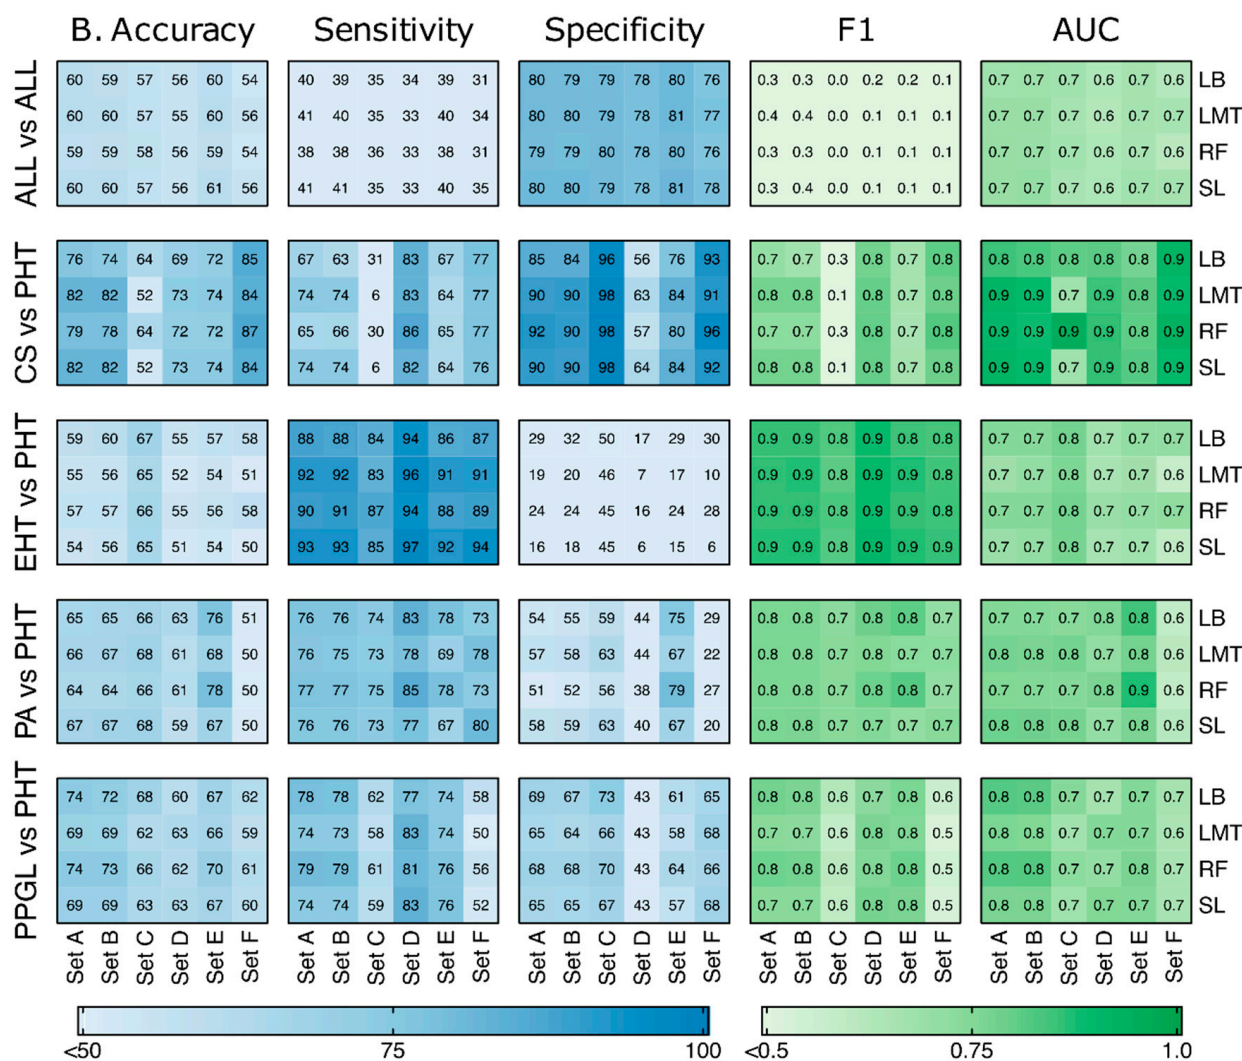 B. Accuracy Sensitivity Specificity F1 AUC
ALL vs ALL
60 59 57 56 60 54 40 39 35 34 39 31 80 79 79 78 80 76 0.3 0.3 0.0 0.2 0.2 0.1 0.7 0.7 0.7 0.6 0.7 0.6 LB
60 60 57 55 60 56 41 40 35 33 40 34 80 80 79 78 81 77 0.4 0.4 0.0 0.1 0.1 0.1 0.7 0.7 0.7 0.6 0.7 0.7 LMT
59 59 58 56 59 54 38 38 36 33 38 31 79 79 80 78 80 76 0.3 0.3 0.0 0.1 0.1 0.1 0.7 0.7 0.7 0.6 0.7 0.6 RF
60 60 57 56 61 56 41 41 35 33 40 35 80 80 79 78 81 78 0.3 0.4 0.0 0.1 0.1 0.1 0.7 0.7 0.7 0.6 0.7 0.7 SL
CS vs PHT
76 74 64 69 72 85 67 63 31 83 67 77 85 84 96 56 76 93 0.7 0.7 0.3 0.8 0.7 0.8 0.8 0.8 0.8 0.8 0.8 0.9 LB
82 82 52 73 74 84 74 74 6 83 64 77 90 90 98 63 84 91 0.8 0.8 0.1 0.8 0.7 0.8 0.9 0.9 0.7 0.9 0.8 0.9 LMT
79 78 64 72 72 87 65 66 30 86 65 77 92 90 98 57 80 96 0.7 0.7 0.3 0.8 0.7 0.8 0.9 0.9 0.9 0.9 0.8 0.9 RF
82 82 52 73 74 84 74 74 6 82 64 76 90 90 98 64 84 92 0.8 0.8 0.1 0.8 0.7 0.8 0.9 0.9 0.7 0.9 0.8 0.9 SL
EHT vs PHT
59 60 67 55 57 58 88 88 84 94 86 87 29 32 50 17 29 30 0.9 0.9 0.8 0.9 0.8 0.8 0.7 0.7 0.8 0.7 0.7 0.7 LB
55 56 65 52 54 51 92 92 83 96 91 91 19 20 46 7 17 10 0.9 0.9 0.8 0.9 0.9 0.8 0.7 0.7 0.8 0.7 0.7 0.6 LMT
57 57 66 55 56 58 90 91 87 94 88 89 24 24 45 16 24 28 0.9 0.9 0.8 0.9 0.9 0.8 0.7 0.7 0.8 0.7 0.7 0.7 RF
54 56 65 51 54 50 93 93 85 97 92 94 16 18 45 6 15 6 0.9 0.9 0.8 0.9 0.9 0.9 0.7 0.7 0.8 0.7 0.7 0.6 SL
PA vs PHT
65 65 66 63 76 51 76 76 74 83 78 73 54 55 59 44 75 29 0.8 0.8 0.7 0.8 0.8 0.7 0.7 0.7 0.7 0.8 0.8 0.6 LB
66 67 68 61 68 50 76 75 73 78 69 78 57 58 63 44 67 22 0.8 0.8 0.7 0.7 0.7 0.7 0.8 0.8 0.8 0.7 0.8 0.6 LMT
64 64 66 61 78 50 77 77 75 85 78 73 51 52 56 38 79 27 0.8 0.8 0.7 0.8 0.8 0.7 0.7 0.7 0.7 0.8 0.9 0.6 RF
67 67 68 59 67 50 76 76 73 77 67 80 58 59 63 40 67 20 0.8 0.8 0.7 0.7 0.7 0.7 0.8 0.8 0.8 0.7 0.8 0.6 SL
PPGL vs PHT
74 72 68 60 67 62 78 78 62 77 74 58 69 67 73 43 61 65 0.8 0.8 0.6 0.7 0.8 0.6 0.8 0.8 0.7 0.7 0.7 0.7 LB
69 69 62 63 66 59 74 73 58 83 74 50 65 64 66 43 58 68 0.7 0.7 0.6 0.8 0.8 0.5 0.8 0.8 0.7 0.7 0.7 0.6 LMT
74 73 66 62 70 61 79 79 61 81 76 56 68 68 70 43 64 66 0.8 0.8 0.6 0.8 0.8 0.5 0.8 0.8 0.7 0.7 0.8 0.7 RF
69 69 63 63 67 60 74 74 59 83 76 52 65 65 67 43 57 68 0.7 0.7 0.6 0.8 0.8 0.5 0.8 0.8 0.7 0.7 0.7 0.7 SL
Set A Set B Set C Set D Set E Set F Set A Set B Set C Set D Set E Set F Set A Set B Set C Set D Set E Set F Set A Set B Set C Set D Set E Set F Set A Set B Set C Set D Set E Set F
<50 75 100 <0.5 0.75 1.0